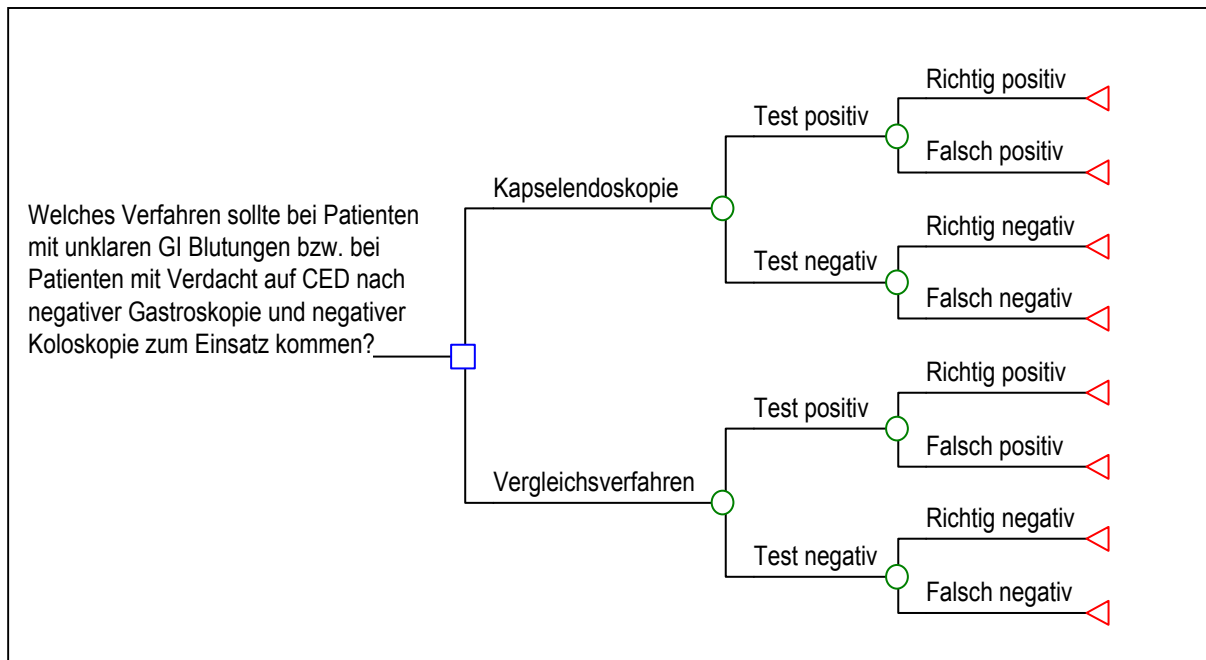 Welches Verfahren sollte bei Patienten
mit unklaren GI Blutungen bzw. bei
Patienten mit Verdacht auf CED nach
negativer Gastroskopie und negativer
Koloskopie zum Einsatz kommen?
Kapselendoskopie
Test positiv
Richtig positiv
Falsch positiv
Test negativ
Richtig negativ
Falsch negativ
Vergleichsverfahren
Test positiv
Richtig positiv
Falsch positiv
Test negativ
Richtig negativ
Falsch negativ